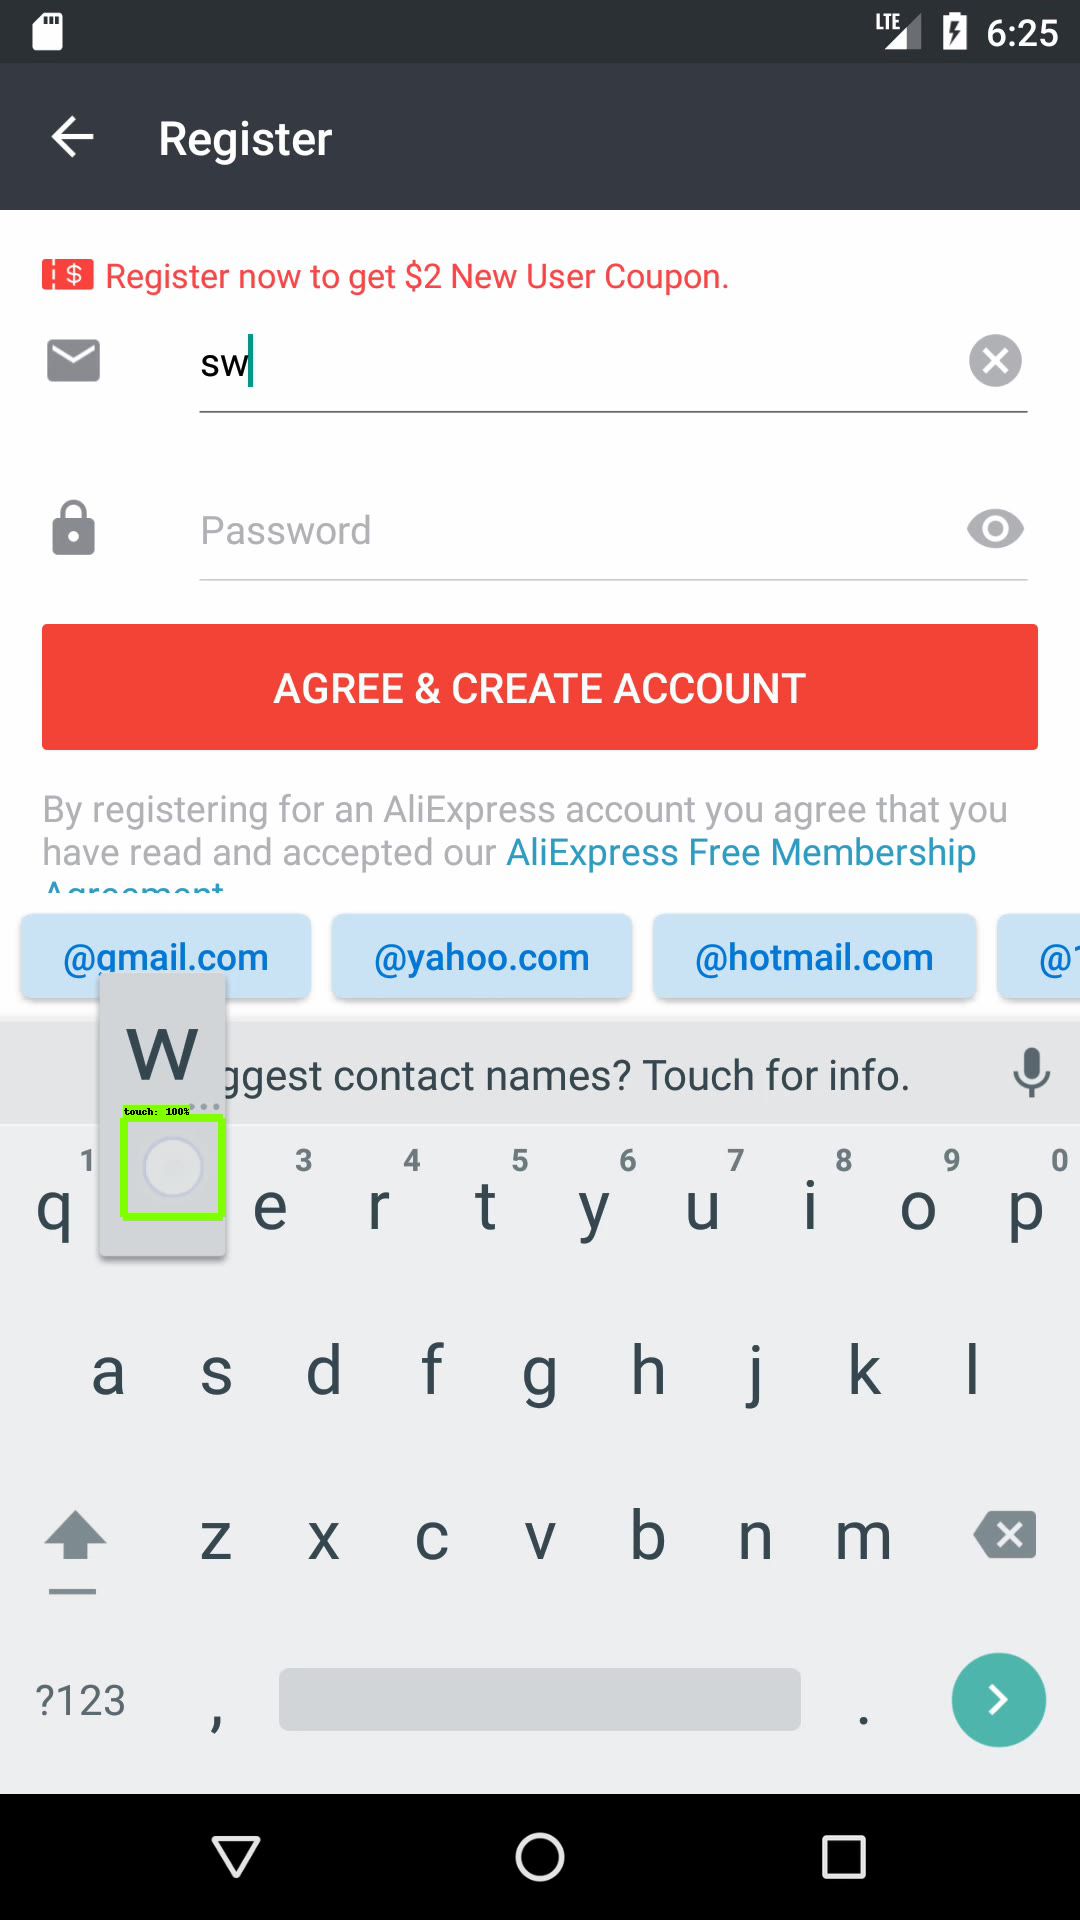 LTE 6:25
Register
$ Register now to get $2 New User Coupon.
sw
Password
AGREE & CREATE ACCOUNT
By registering for an AliExpress account you agree that you
have read and accepted our AliExpress Free Membership
Agreement
@gmail.com @yahoo.com @hotmail.com @1
w
ggest contact names? Touch for info.
touch: 100%
1 3 4 5 6 7 8 9 0
q e r t y u i o p
a s d f g h j k l
z x c v b n m
?123 , .